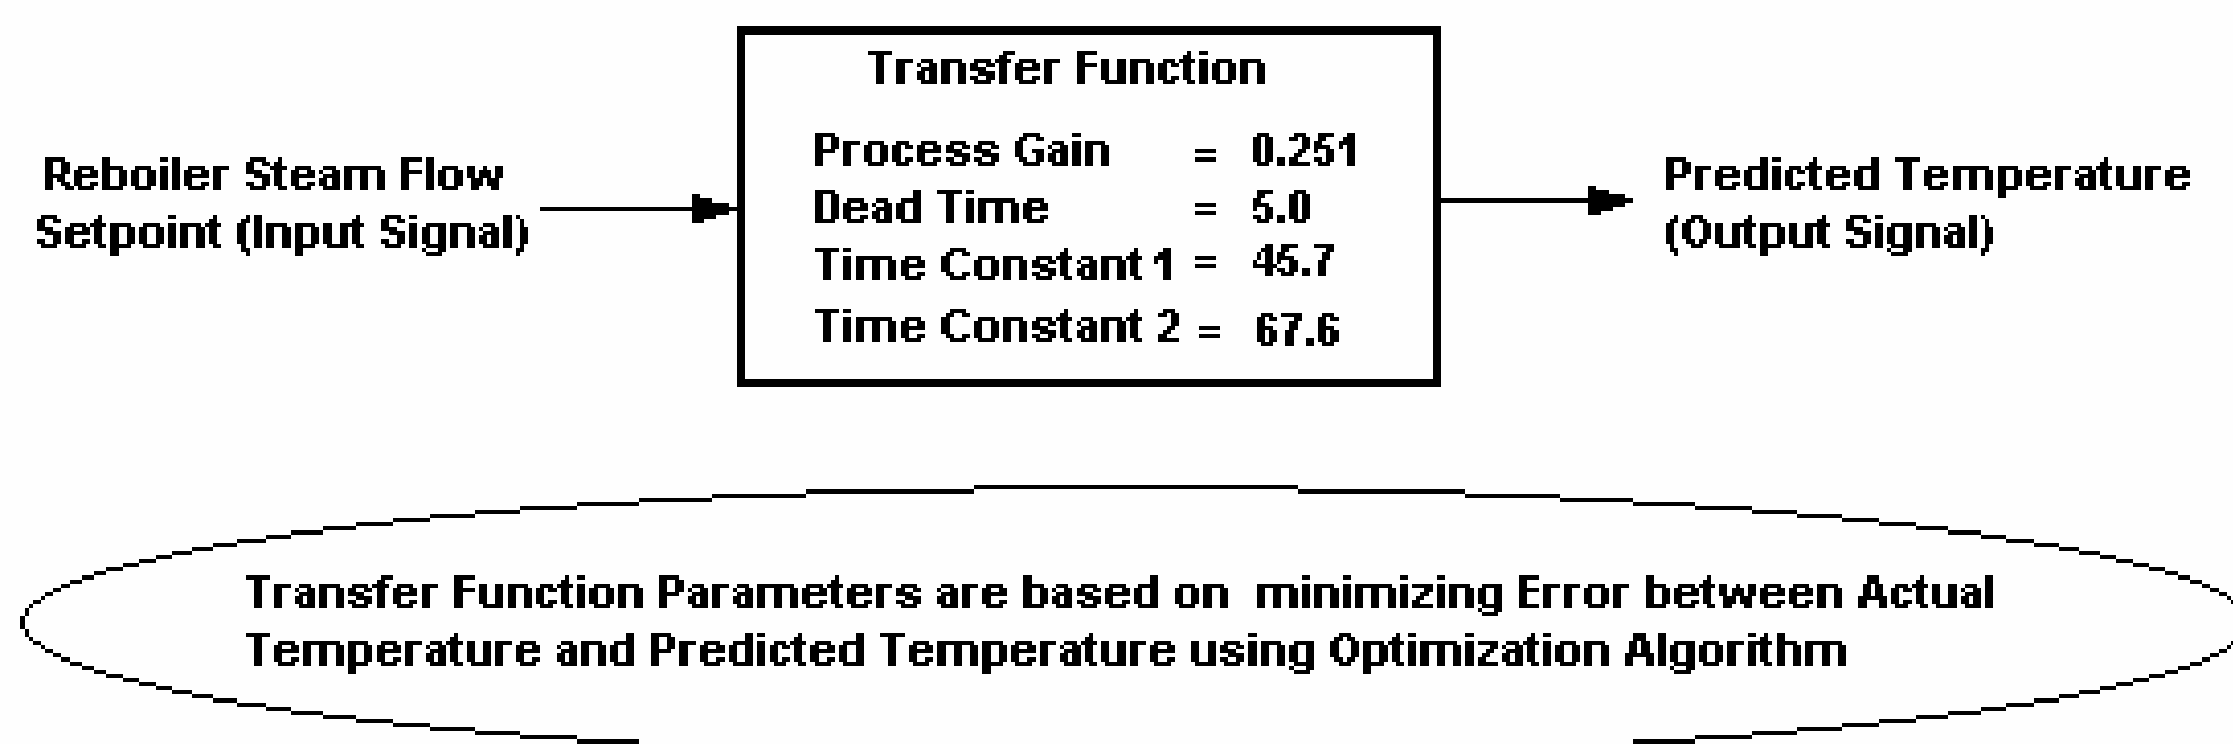 Transfer Function
Reboiler Steam Flow
Setpoint (Input Signal)
Process Gain = 0.251
Dead Time = 5.0
Time Constant 1 = 45.7
Time Constant 2 = 67.6
Predicted Temperature
(Output Signal)
Transfer Function Parameters are based on minimizing Error between Actual
Temperature and Predicted Temperature using Optimization Algorithm